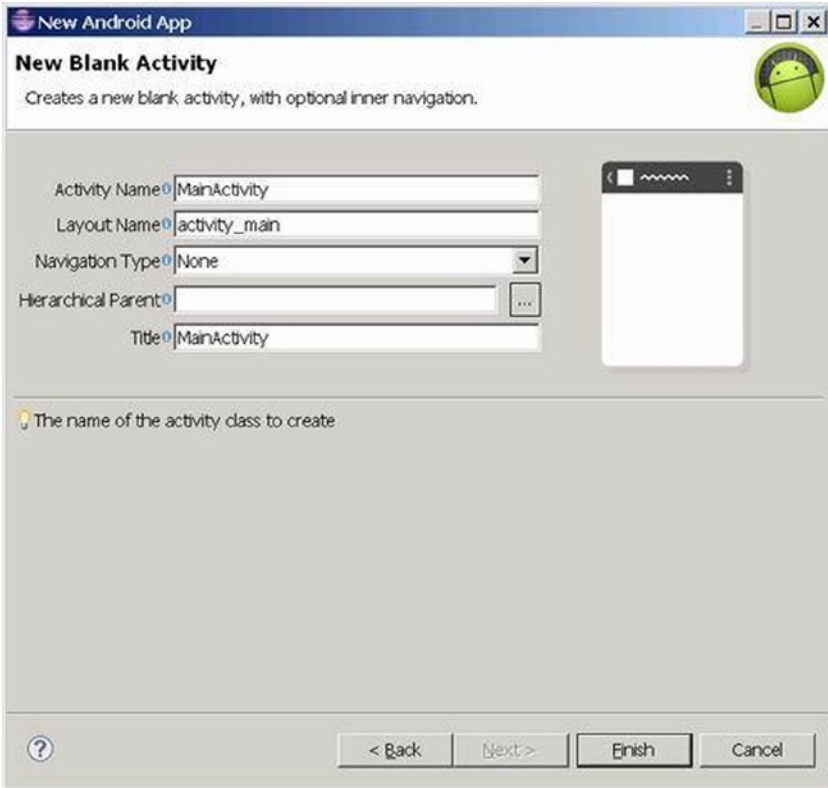 New Android App
New Blank Activity
Creates a new blank activity, with optional inner navigation.
Activity Name MainActivity
Layout Name activity_main
Navigation Type None
Hierarchical Parent ...
Title MainActivity
The name of the activity class to create
? < Back Next > Finish Cancel